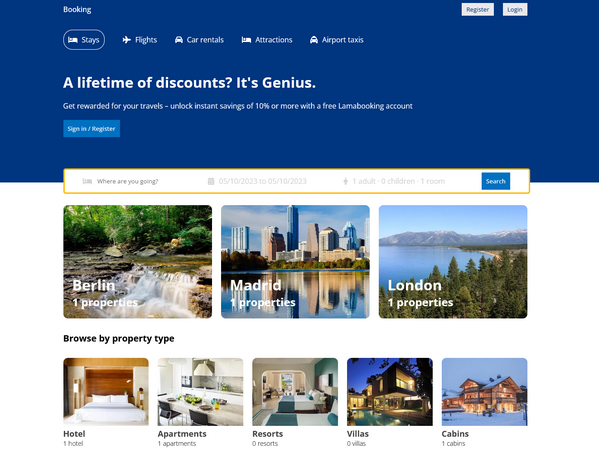 Booking
Register
Login
Stays
Flights
Car rentals
Attractions
Airport taxis
A lifetime of discounts? It's Genius.
Get rewarded for your travels – unlock instant savings of 10% or more with a free Lamabooking account
Sign in / Register
Where are you going?
05/10/2023 to 05/10/2023
1 adult · 0 children · 1 room
Search
Berlin
1 properties
Madrid
1 properties
London
1 properties
Browse by property type
Hotel
1 hotel
Apartments
1 apartments
Resorts
0 resorts
Villas
0 villas
Cabins
1 cabins